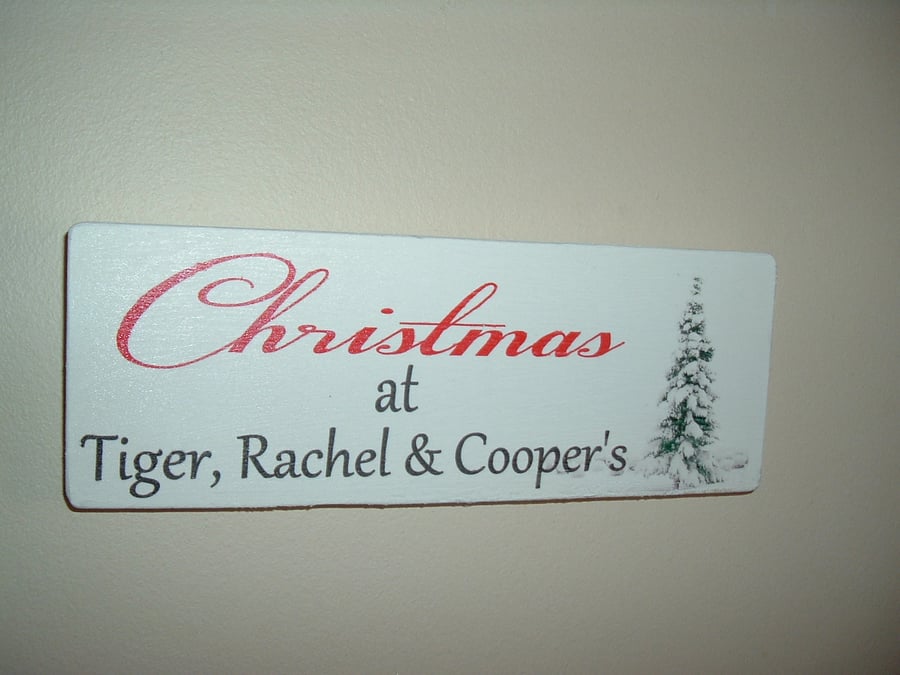 Christmas
at
Tiger, Rachel & Cooper's